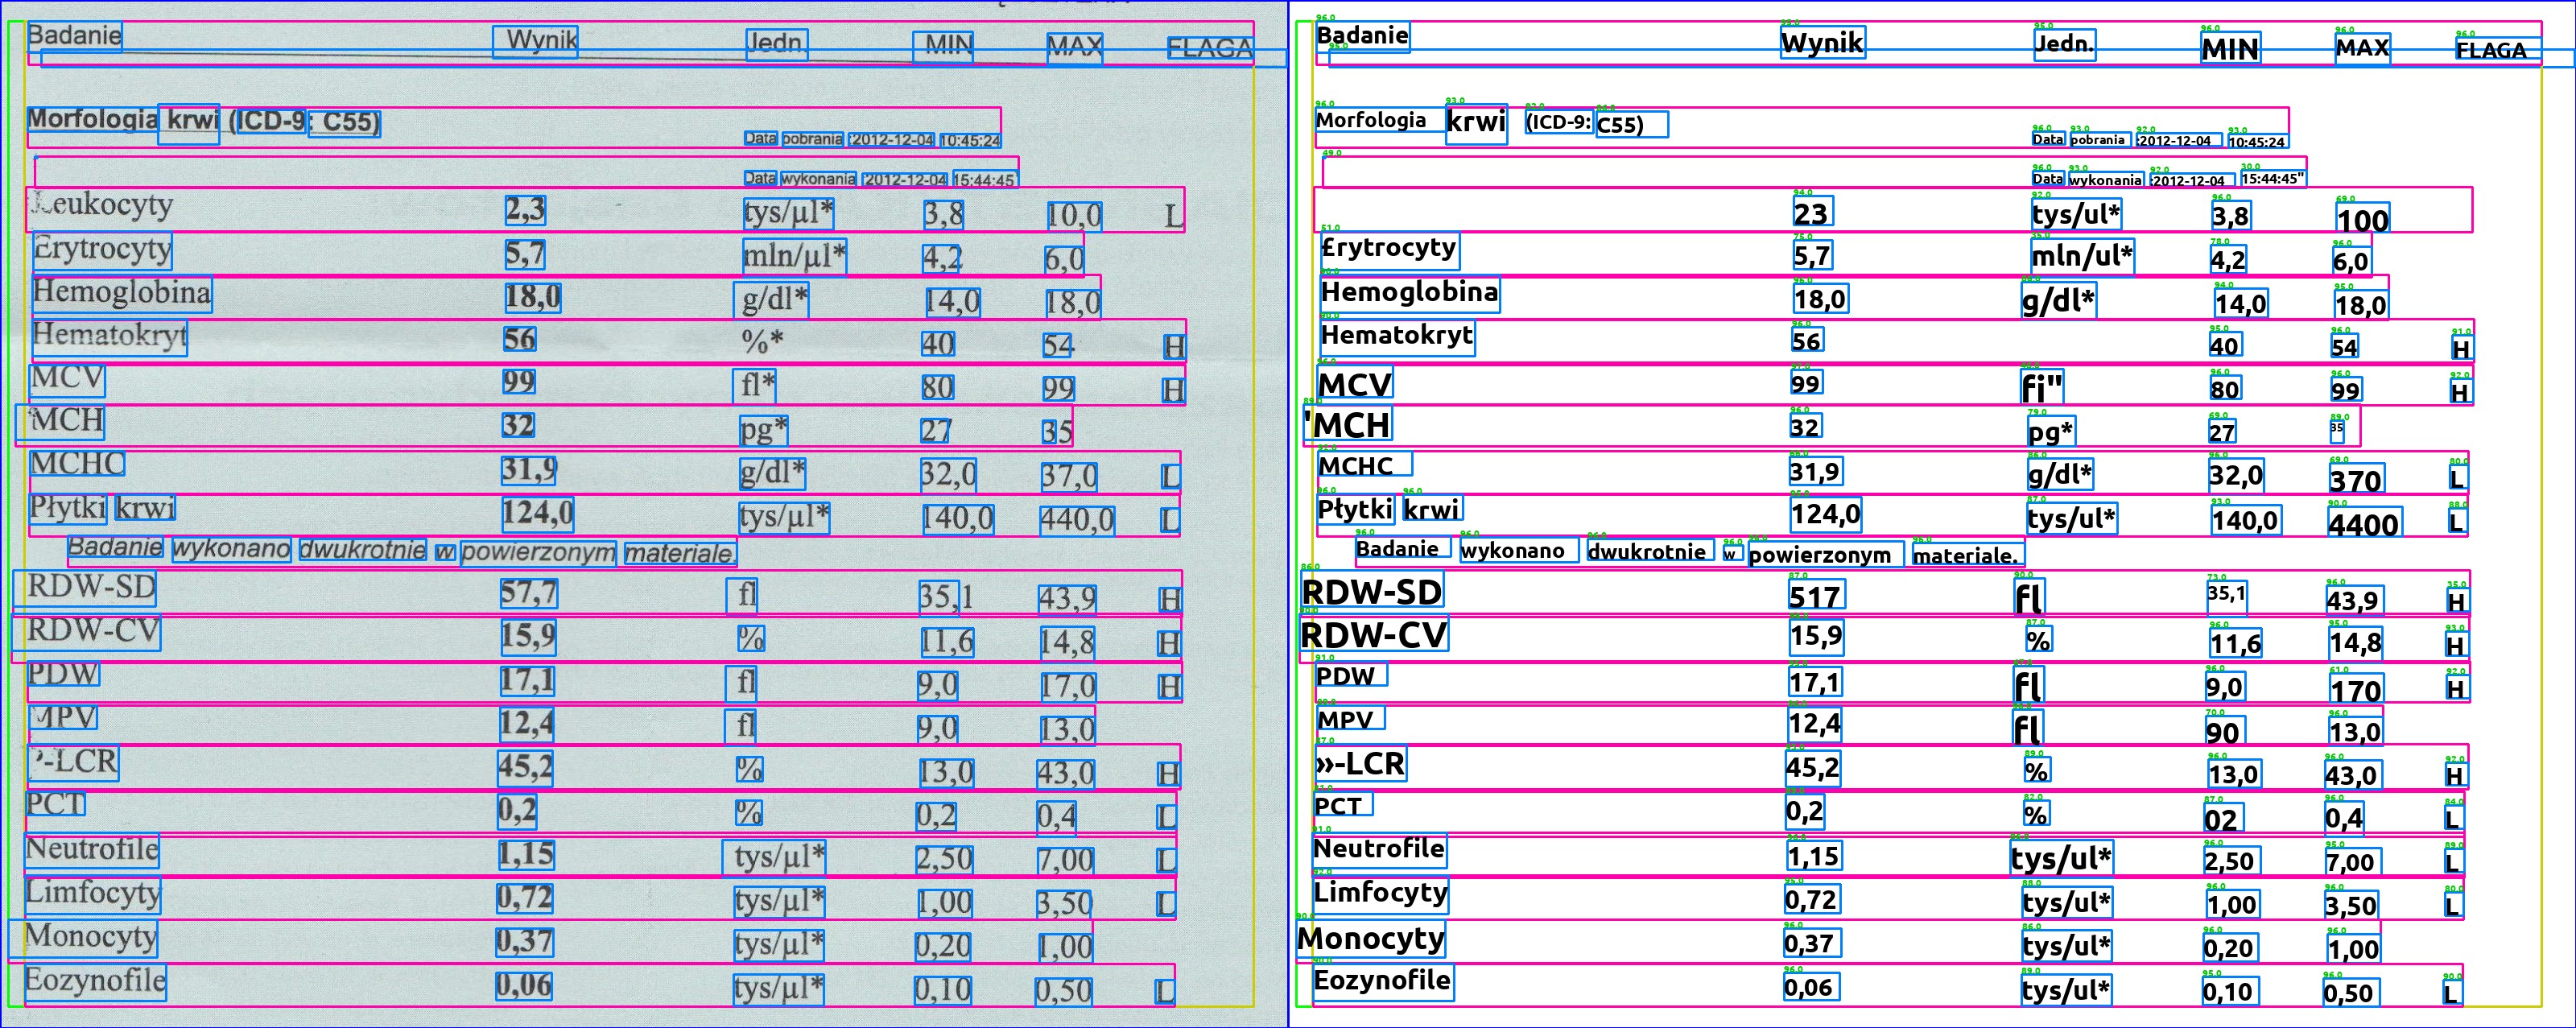 Badanie Wynik Jedn. MIN MAX FLAGA
Morfologia krwi (ICD-9: C55)
Data pobrania :2012-12-04 10:45:24
Data wykonania :2012-12-04 15:44:45
Leukocyty 2,3 tys/µl* 3,8 10,0 L
Erytrocyty 5,7 mln/µl* 4,2 6,0
Hemoglobina 18,0 g/dl* 14,0 18,0
Hematokryt 56 %* 40 54 H
MCV 99 fl* 80 99 H
MCH 32 pg* 27 35
MCHC 31,9 g/dl* 32,0 37,0 L
Płytki krwi 124,0 tys/µl* 140,0 440,0 L
Badanie wykonano dwukrotnie w powierzonym materiale.
RDW-SD 57,7 fl 35,1 43,9 H
RDW-CV 15,9 % 11,6 14,8 H
PDW 17,1 fl 9,0 17,0 H
MPV 12,4 fl 9,0 13,0
P-LCR 45,2 % 13,0 43,0 H
PCT 0,2 % 0,2 0,4 L
Neutrofile 1,15 tys/µl* 2,50 7,00 L
Limfocyty 0,72 tys/µl* 1,00 3,50 L
Monocyty 0,37 tys/µl* 0,20 1,00
Eozynofile 0,06 tys/µl* 0,10 0,50 L
Badanie Wynik Jedn. MIN MAX FLAGA
Morfologia krwi (ICD-9: C55)
Data pobrania :2012-12-04 10:45:24
Data wykonania :2012-12-04 15:44:45"
23 tys/ul* 3,8 100
£rytrocyty 5,7 mln/ul* 4,2 6,0
Hemoglobina 18,0 g/dl* 14,0 18,0
Hematokryt 56 40 54 H
MCV 99 fi" 80 99 H
'MCH 32 pg* 27 35
MCHC 31,9 g/dl* 32,0 370 L
Płytki krwi 124,0 tys/ul* 140,0 4400 L
Badanie wykonano dwukrotnie w powierzonym materiale.
RDW-SD 517 fl 35,1 43,9 H
RDW-CV 15,9 % 11,6 14,8 H
PDW 17,1 fl 9,0 170 H
MPV 12,4 fl 90 13,0
»-LCR 45,2 % 13,0 43,0 H
PCT 0,2 % 02 0,4 L
Neutrofile 1,15 tys/ul* 2,50 7,00 L
Limfocyty 0,72 tys/ul* 1,00 3,50 L
Monocyty 0,37 tys/ul* 0,20 1,00
Eozynofile 0,06 tys/ul* 0,10 0,50 L